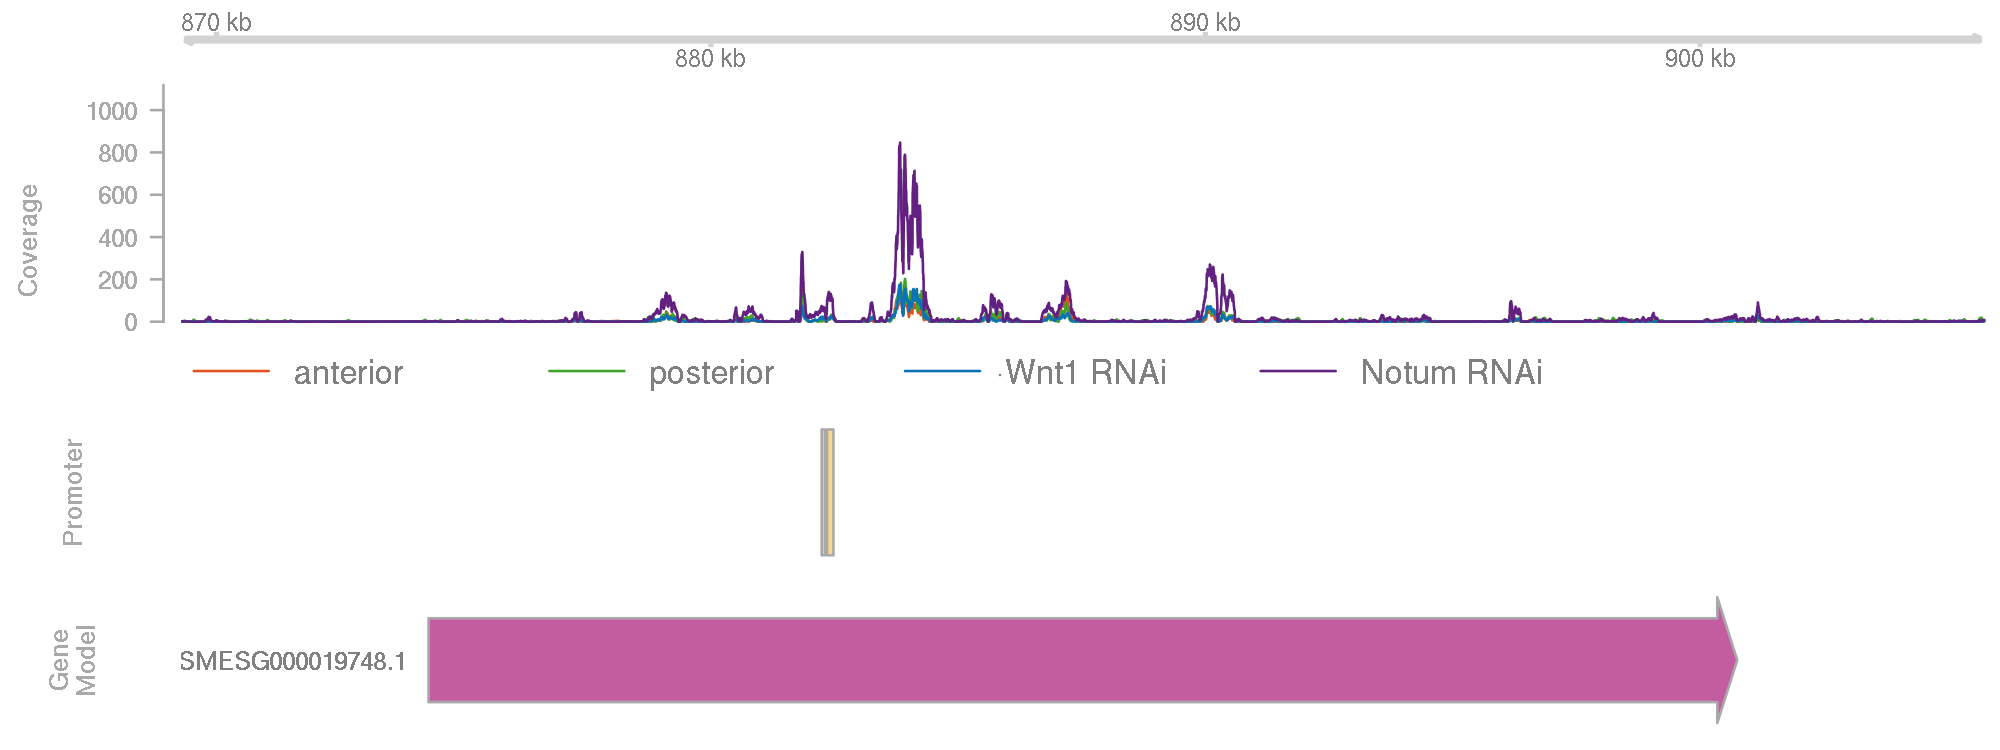 870 kb
890 kb
880 kb
900 kb
Coverage
1000
800
600
400
200
0
anterior posterior Wnt1 RNAi Notum RNAi
Promoter
Gene
Model
SMESG000019748.1